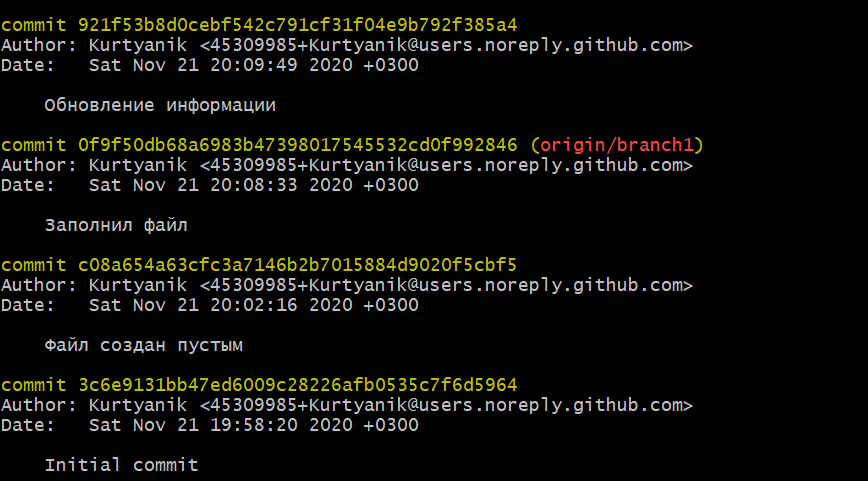 commit 921f53b8d0cebf542c791cf31f04e9b792f385a4
Author: Kurtyanik <45309985+Kurtyanik@users.noreply.github.com>
Date:   Sat Nov 21 20:09:49 2020 +0300
Обновление информации
commit 0f9f50db68a6983b47398017545532cd0f992846 (origin/branch1)
Author: Kurtyanik <45309985+Kurtyanik@users.noreply.github.com>
Date:   Sat Nov 21 20:08:33 2020 +0300
Заполнил файл
commit c08a654a63cfc3a7146b2b7015884d9020f5cbf5
Author: Kurtyanik <45309985+Kurtyanik@users.noreply.github.com>
Date:   Sat Nov 21 20:02:16 2020 +0300
Файл создан пустым
commit 3c6e9131bb47ed6009c28226afb0535c7f6d5964
Author: Kurtyanik <45309985+Kurtyanik@users.noreply.github.com>
Date:   Sat Nov 21 19:58:20 2020 +0300
Initial commit